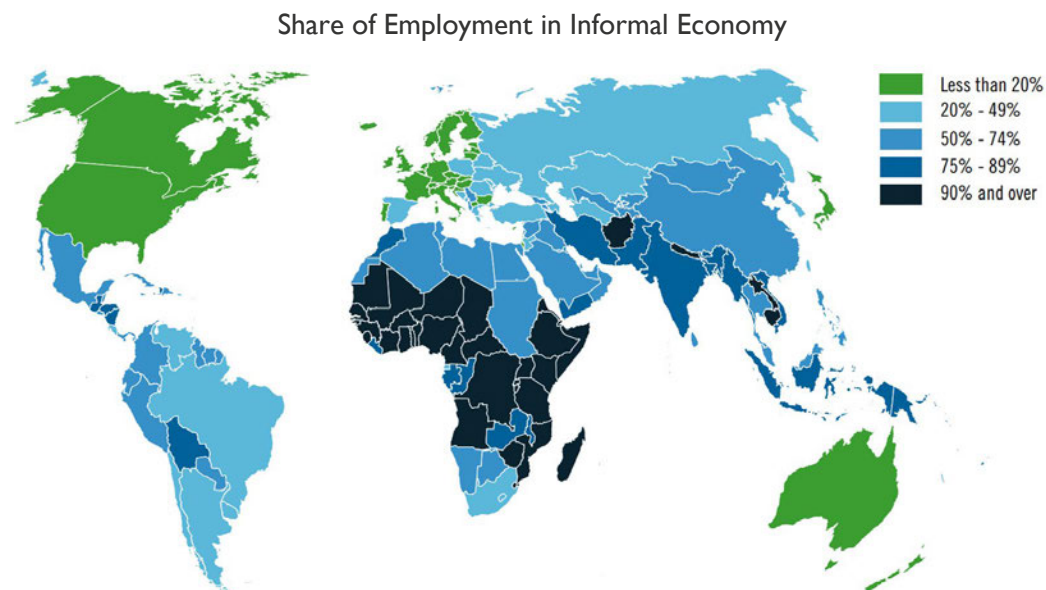 Share of Employment in Informal Economy
Less than 20%
20% - 49%
50% - 74%
75% - 89%
90% and over